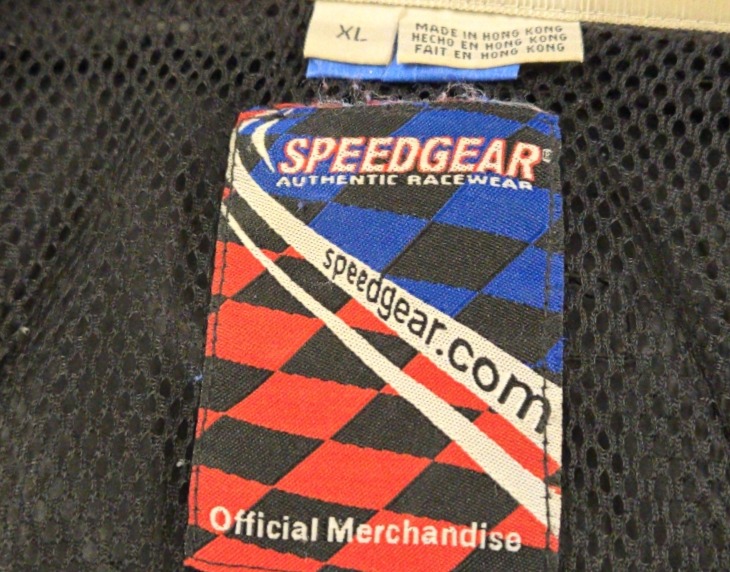 XL
MADE IN HONG KONG
HECHO EN HONG KONG
FAIT EN HONG KONG
SPEEDGEAR®
AUTHENTIC RACEWEAR
speedgear.com
Official Merchandise